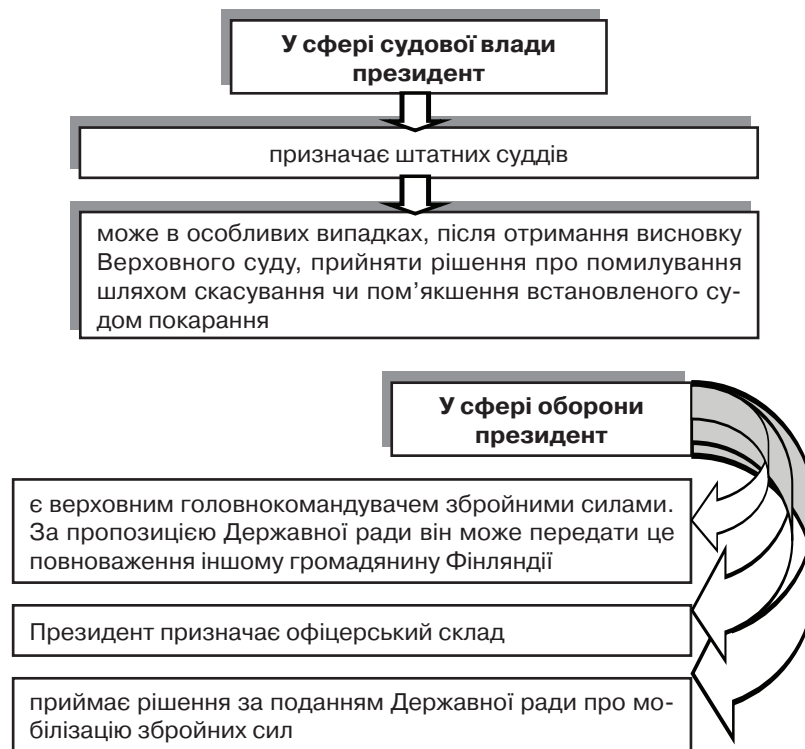 У сфері судової влади
президент
призначає штатних суддів
може в особливих випадках, після отримання висновку
Верховного суду, прийняти рішення про помилування
шляхом скасування чи пом’якшення встановленого су-
дом покарання
У сфері оборони
президент
є верховним головнокомандувачем збройними силами.
За пропозицією Державної ради він може передати це
повноваження іншому громадянину Фінляндії
Президент призначає офіцерський склад
приймає рішення за поданням Державної ради про мо-
білізацію збройних сил